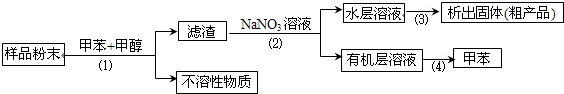 样品粉末
甲苯+甲醇
(1)
滤渣
不溶性物质
NaNO₃溶液
(2)
水层溶液
(3)
析出固体(粗产品)
有机层溶液
(4)
甲苯